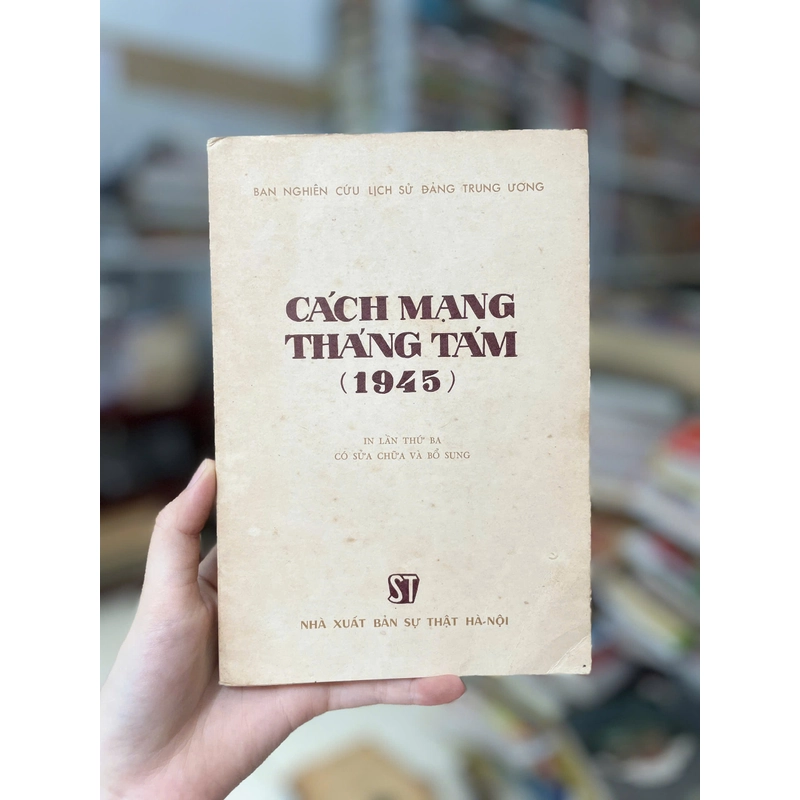 BAN NGHIÊN CỨU LỊCH SỬ ĐẢNG TRUNG ƯƠNG
CÁCH MẠNG
THÁNG TÁM
(1945)
IN LẦN THỨ BA
CÓ SỬA CHỮA VÀ BỔ SUNG
ST
NHÀ XUẤT BẢN SỰ THẬT HÀ-NỘI